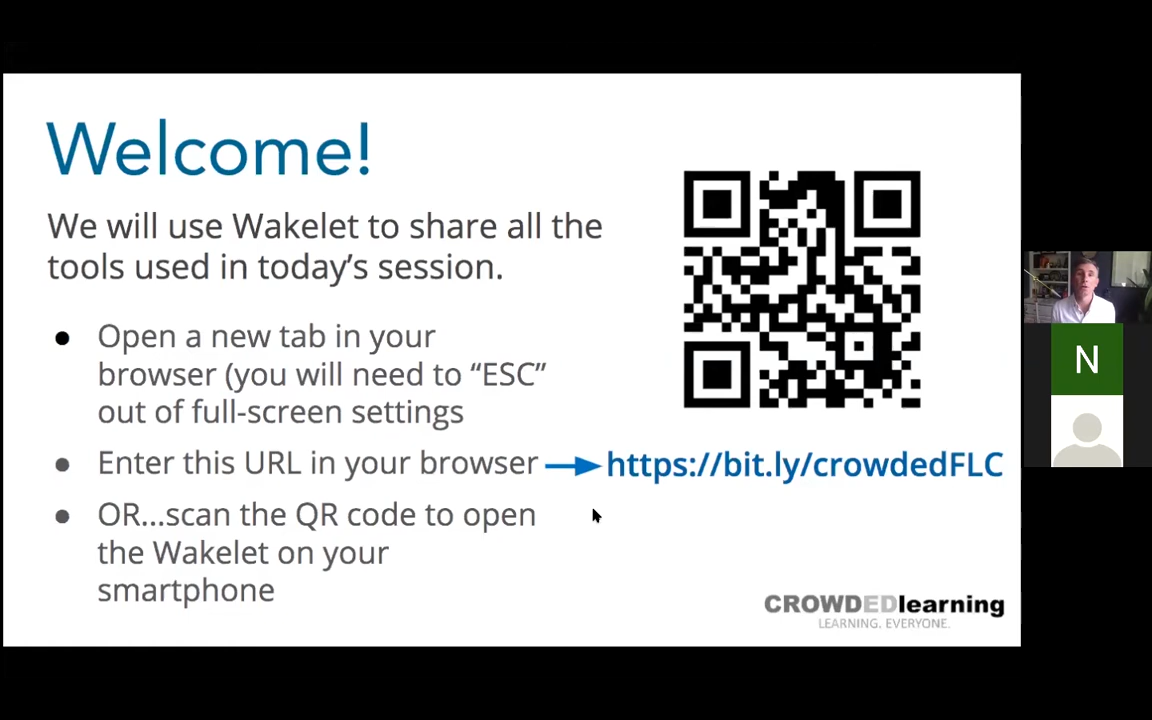 Welcome!
We will use Wakelet to share all the
tools used in today’s session.
● Open a new tab in your
browser (you will need to “ESC”
out of full-screen settings
● Enter this URL in your browser
https://bit.ly/crowdedFLC
● OR...scan the QR code to open
the Wakelet on your
smartphone
CROWDEDlearning
LEARNING. EVERYONE.
N